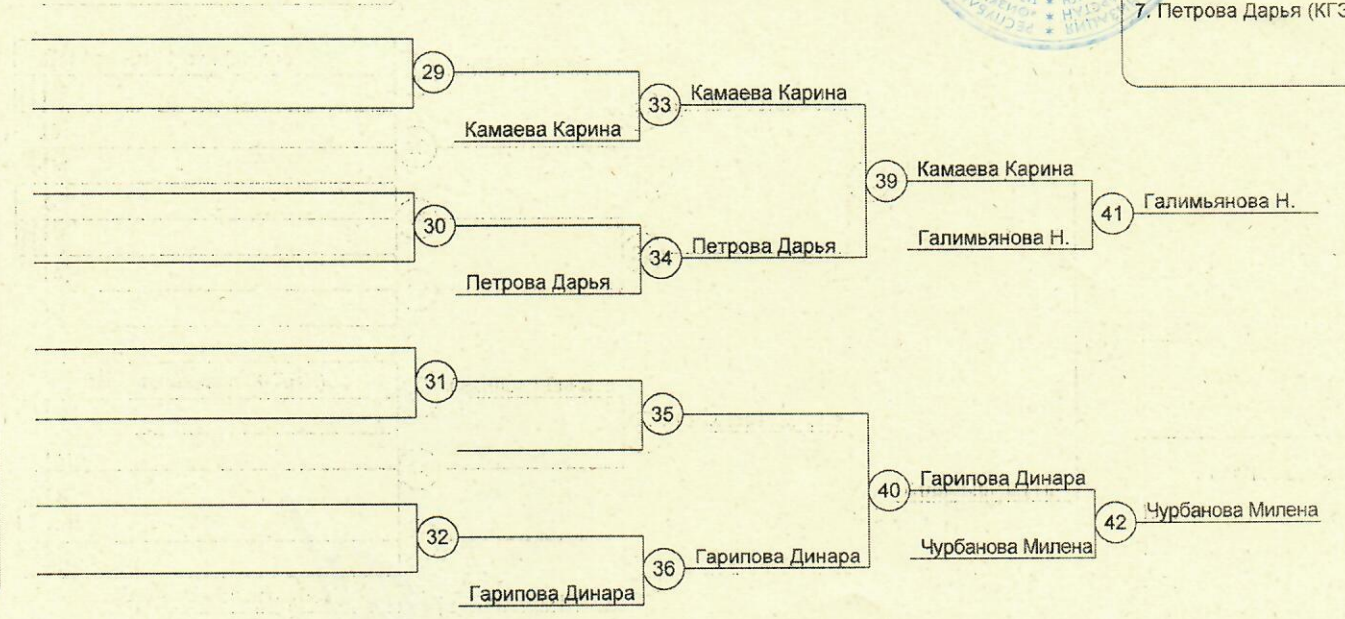 7. Петрова Дарья (КГЭ
29
33
Камаева Карина
Камаева Карина
39
Камаева Карина
30
41
Галимьянова Н.
34
Петрова Дарья
Галимьянова Н.
Петрова Дарья
31
35
40
Гарипова Динара
32
42
Чурбанова Милена
36
Гарипова Динара
Чурбанова Милена
Гарипова Динара